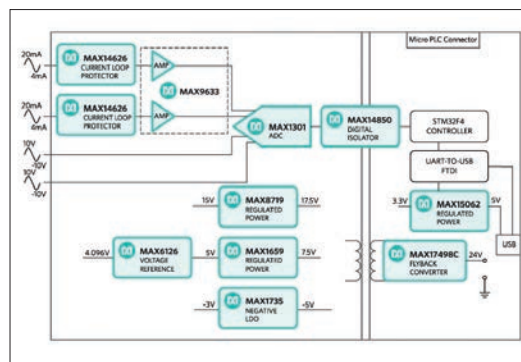 Micro PLC Connector
20mA
4mA
MAX14626
CURRENT LOOP
PROTECTOR
AMP
MAX9633
20mA
4mA
MAX14626
CURRENT LOOP
PROTECTOR
AMP
10V
-10V
10V
-10V
MAX1301
ADC
MAX14850
DIGITAL
ISOLATOR
STM32F4
CONTROLLER
UART-TO-USB
FTDI
15V
MAX8719
REGULATED
POWER
17.5V
3.3V
MAX15062
REGULATED
POWER
5V
USB
4.096V
MAX6126
VOLTAGE
REFERENCE
5V
MAX1659
REGULATED
POWER
7.5V
MAX17498C
FLYBACK
CONVERTER
24V
-3V
MAX1735
NEGATIVE
LDO
-5V